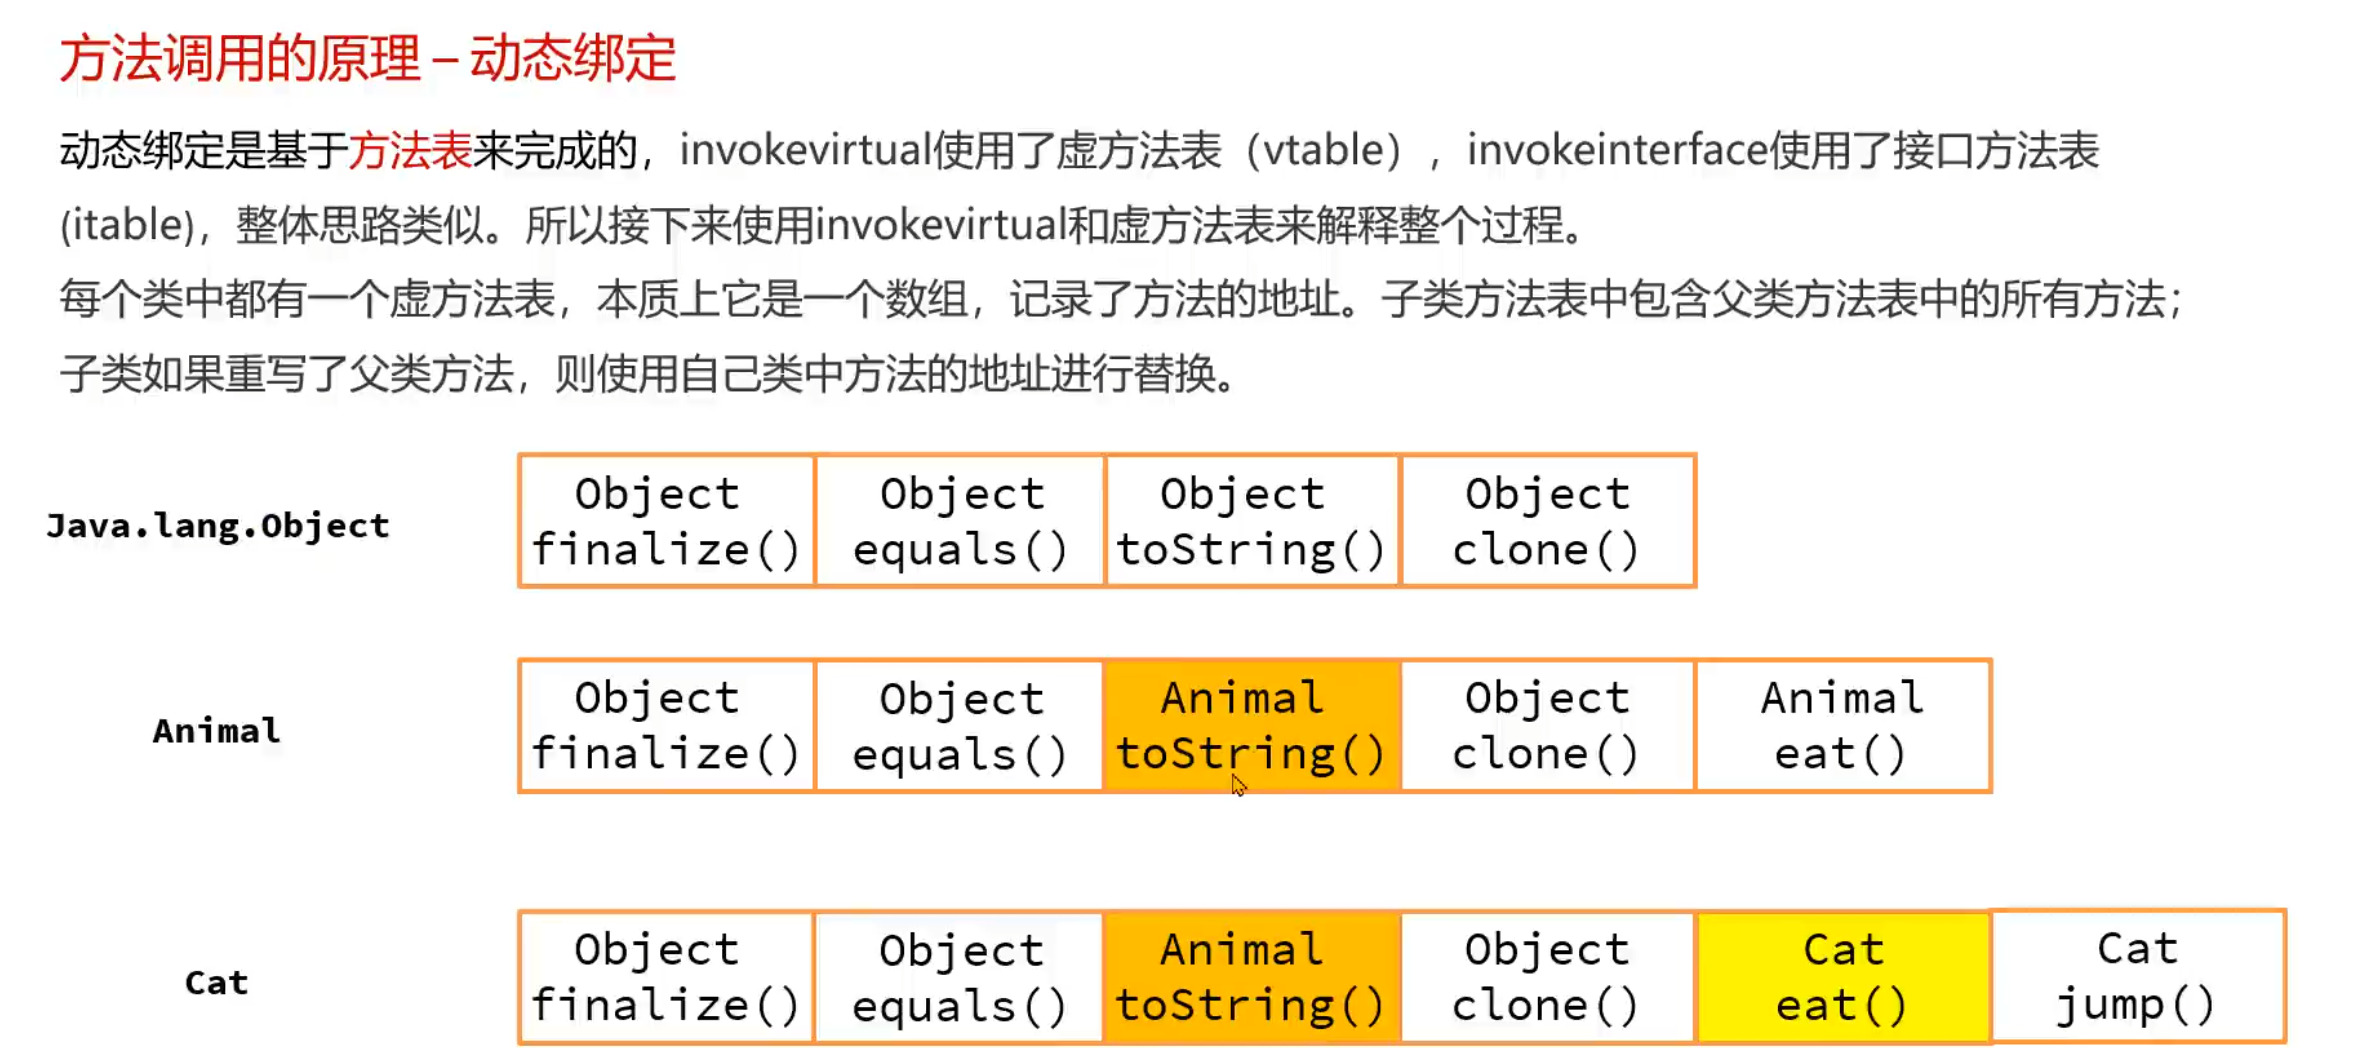 方法调用的原理 – 动态绑定
动态绑定是基于方法表来完成的，invokevirtual使用了虚方法表（vtable），invokeinterface使用了接口方法表
(itable)，整体思路类似。所以接下来使用invokevirtual和虚方法表来解释整个过程。
每个类中都有一个虚方法表，本质上它是一个数组，记录了方法的地址。子类方法表中包含父类方法表中的所有方法；
子类如果重写了父类方法，则使用自己类中方法的地址进行替换。
Java.lang.Object
Object
finalize()
Object
equals()
Object
toString()
Object
clone()
Animal
Object
finalize()
Object
equals()
Animal
toString()
Object
clone()
Animal
eat()
Cat
Object
finalize()
Object
equals()
Animal
toString()
Object
clone()
Cat
eat()
Cat
jump()